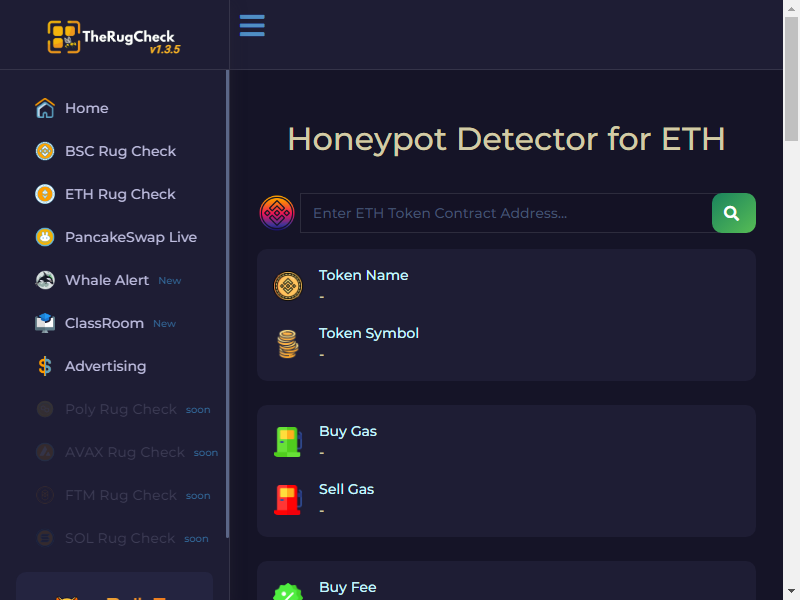 TheRugCheck
v1.3.5
Home
BSC Rug Check
ETH Rug Check
PancakeSwap Live
Whale Alert New
ClassRoom New
Advertising
Poly Rug Check soon
AVAX Rug Check soon
FTM Rug Check soon
SOL Rug Check soon
Honeypot Detector for ETH
Enter ETH Token Contract Address...
Token Name
-
Token Symbol
-
Buy Gas
-
Sell Gas
-
Buy Fee